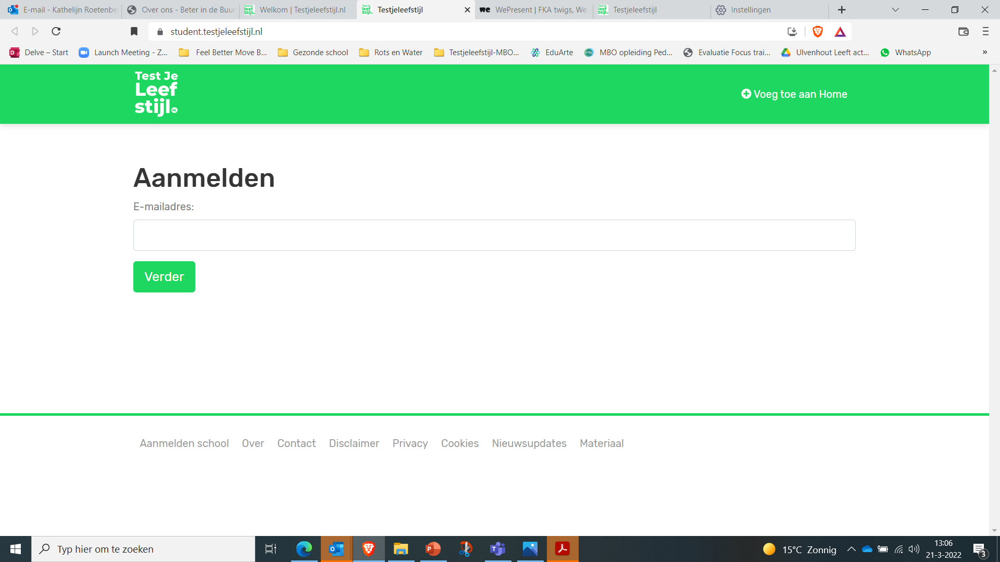 E-mail - Kathelijn Roetenbe
Over ons - Beter in de Buur
Welkom | Testjeleefstijl.nl
Testjeleefstijl
WePresent | FKA twigs, We
Testjeleefstijl
Instellingen
student.testjeleefstijl.nl
Delve – Start
Launch Meeting - Z...
Feel Better Move B...
Gezonde school
Rots en Water
Testjeleefstijl-MBO...
EduArte
MBO opleiding Ped...
Evaluatie Focus trai...
Ulvenhout Leeft act...
WhatsApp
»
Test Je
Leef
stijl.NL
Voeg toe aan Home
Aanmelden
E-mailadres:
Verder
Aanmelden school
Over
Contact
Disclaimer
Privacy
Cookies
Nieuwsupdates
Materiaal
Typ hier om te zoeken
15°C Zonnig
13:06
21-3-2022
3